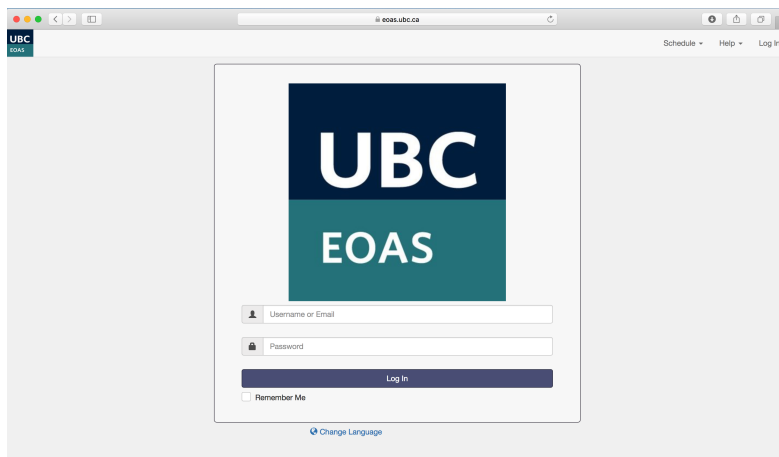 eoas.ubc.ca
UBC
EOAS
Schedule
Help
Log In
UBC
EOAS
Username or Email
Password
Log In
Remember Me
Change Language